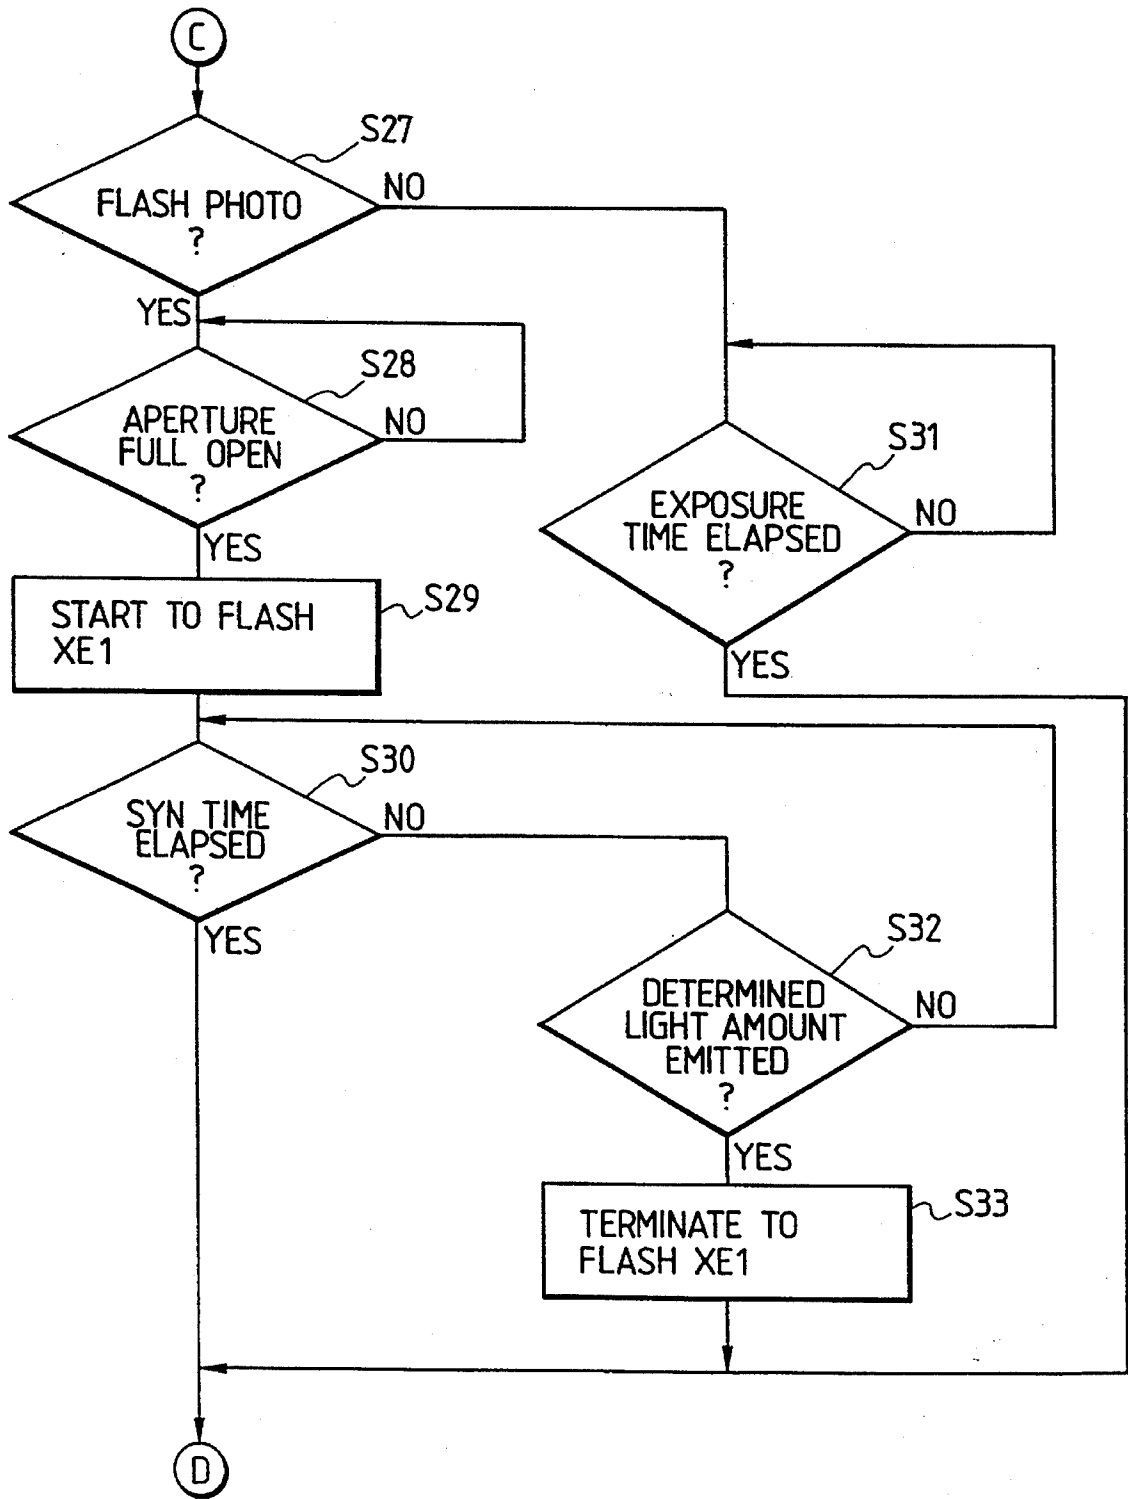 C
S27
FLASH PHOTO
?
NO
YES
S28
APERTURE
FULL OPEN
?
NO
YES
S29
START TO FLASH
XE1
S31
EXPOSURE
TIME ELAPSED
?
NO
YES
S30
SYN TIME
ELAPSED
?
NO
YES
S32
DETERMINED
LIGHT AMOUNT
EMITTED
?
NO
YES
S33
TERMINATE TO
FLASH XE1
D